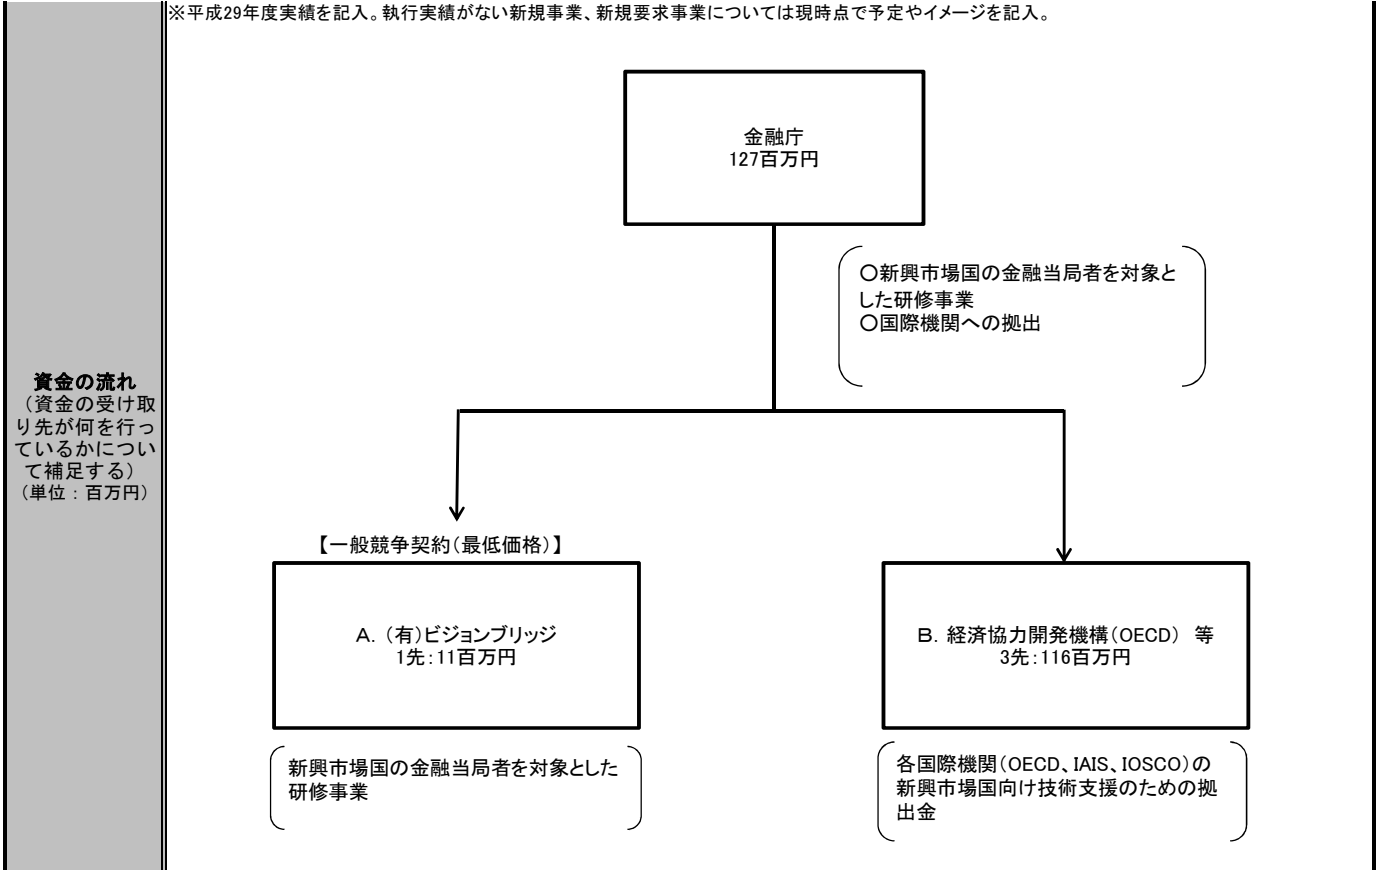 ※平成29年度実績を記入。執行実績がない新規事業、新規要求事業については現時点で予定やイメージを記入。
金融庁
127百万円
〇新興市場国の金融当局者を対象と
した研修事業
〇国際機関への拠出
資金の流れ
（資金の受け取
り先が何を行っ
ているかについ
て補足する）
（単位：百万円）
【一般競争契約（最低価格）】
A．（有）ビジョンブリッジ
1先：11百万円
B．経済協力開発機構（OECD） 等
3先：116百万円
新興市場国の金融当局者を対象とした
研修事業
各国際機関（OECD、IAIS、IOSCO）の
新興市場国向け技術支援のための拠
出金